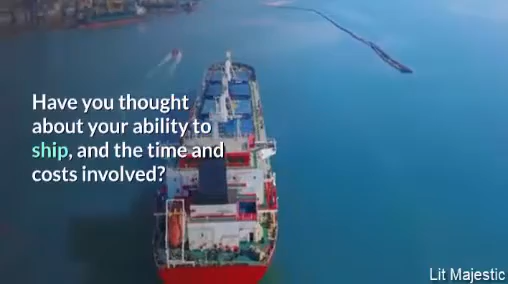 Have you thought
about your ability to
ship, and the time and
costs involved?
Lit Majestic